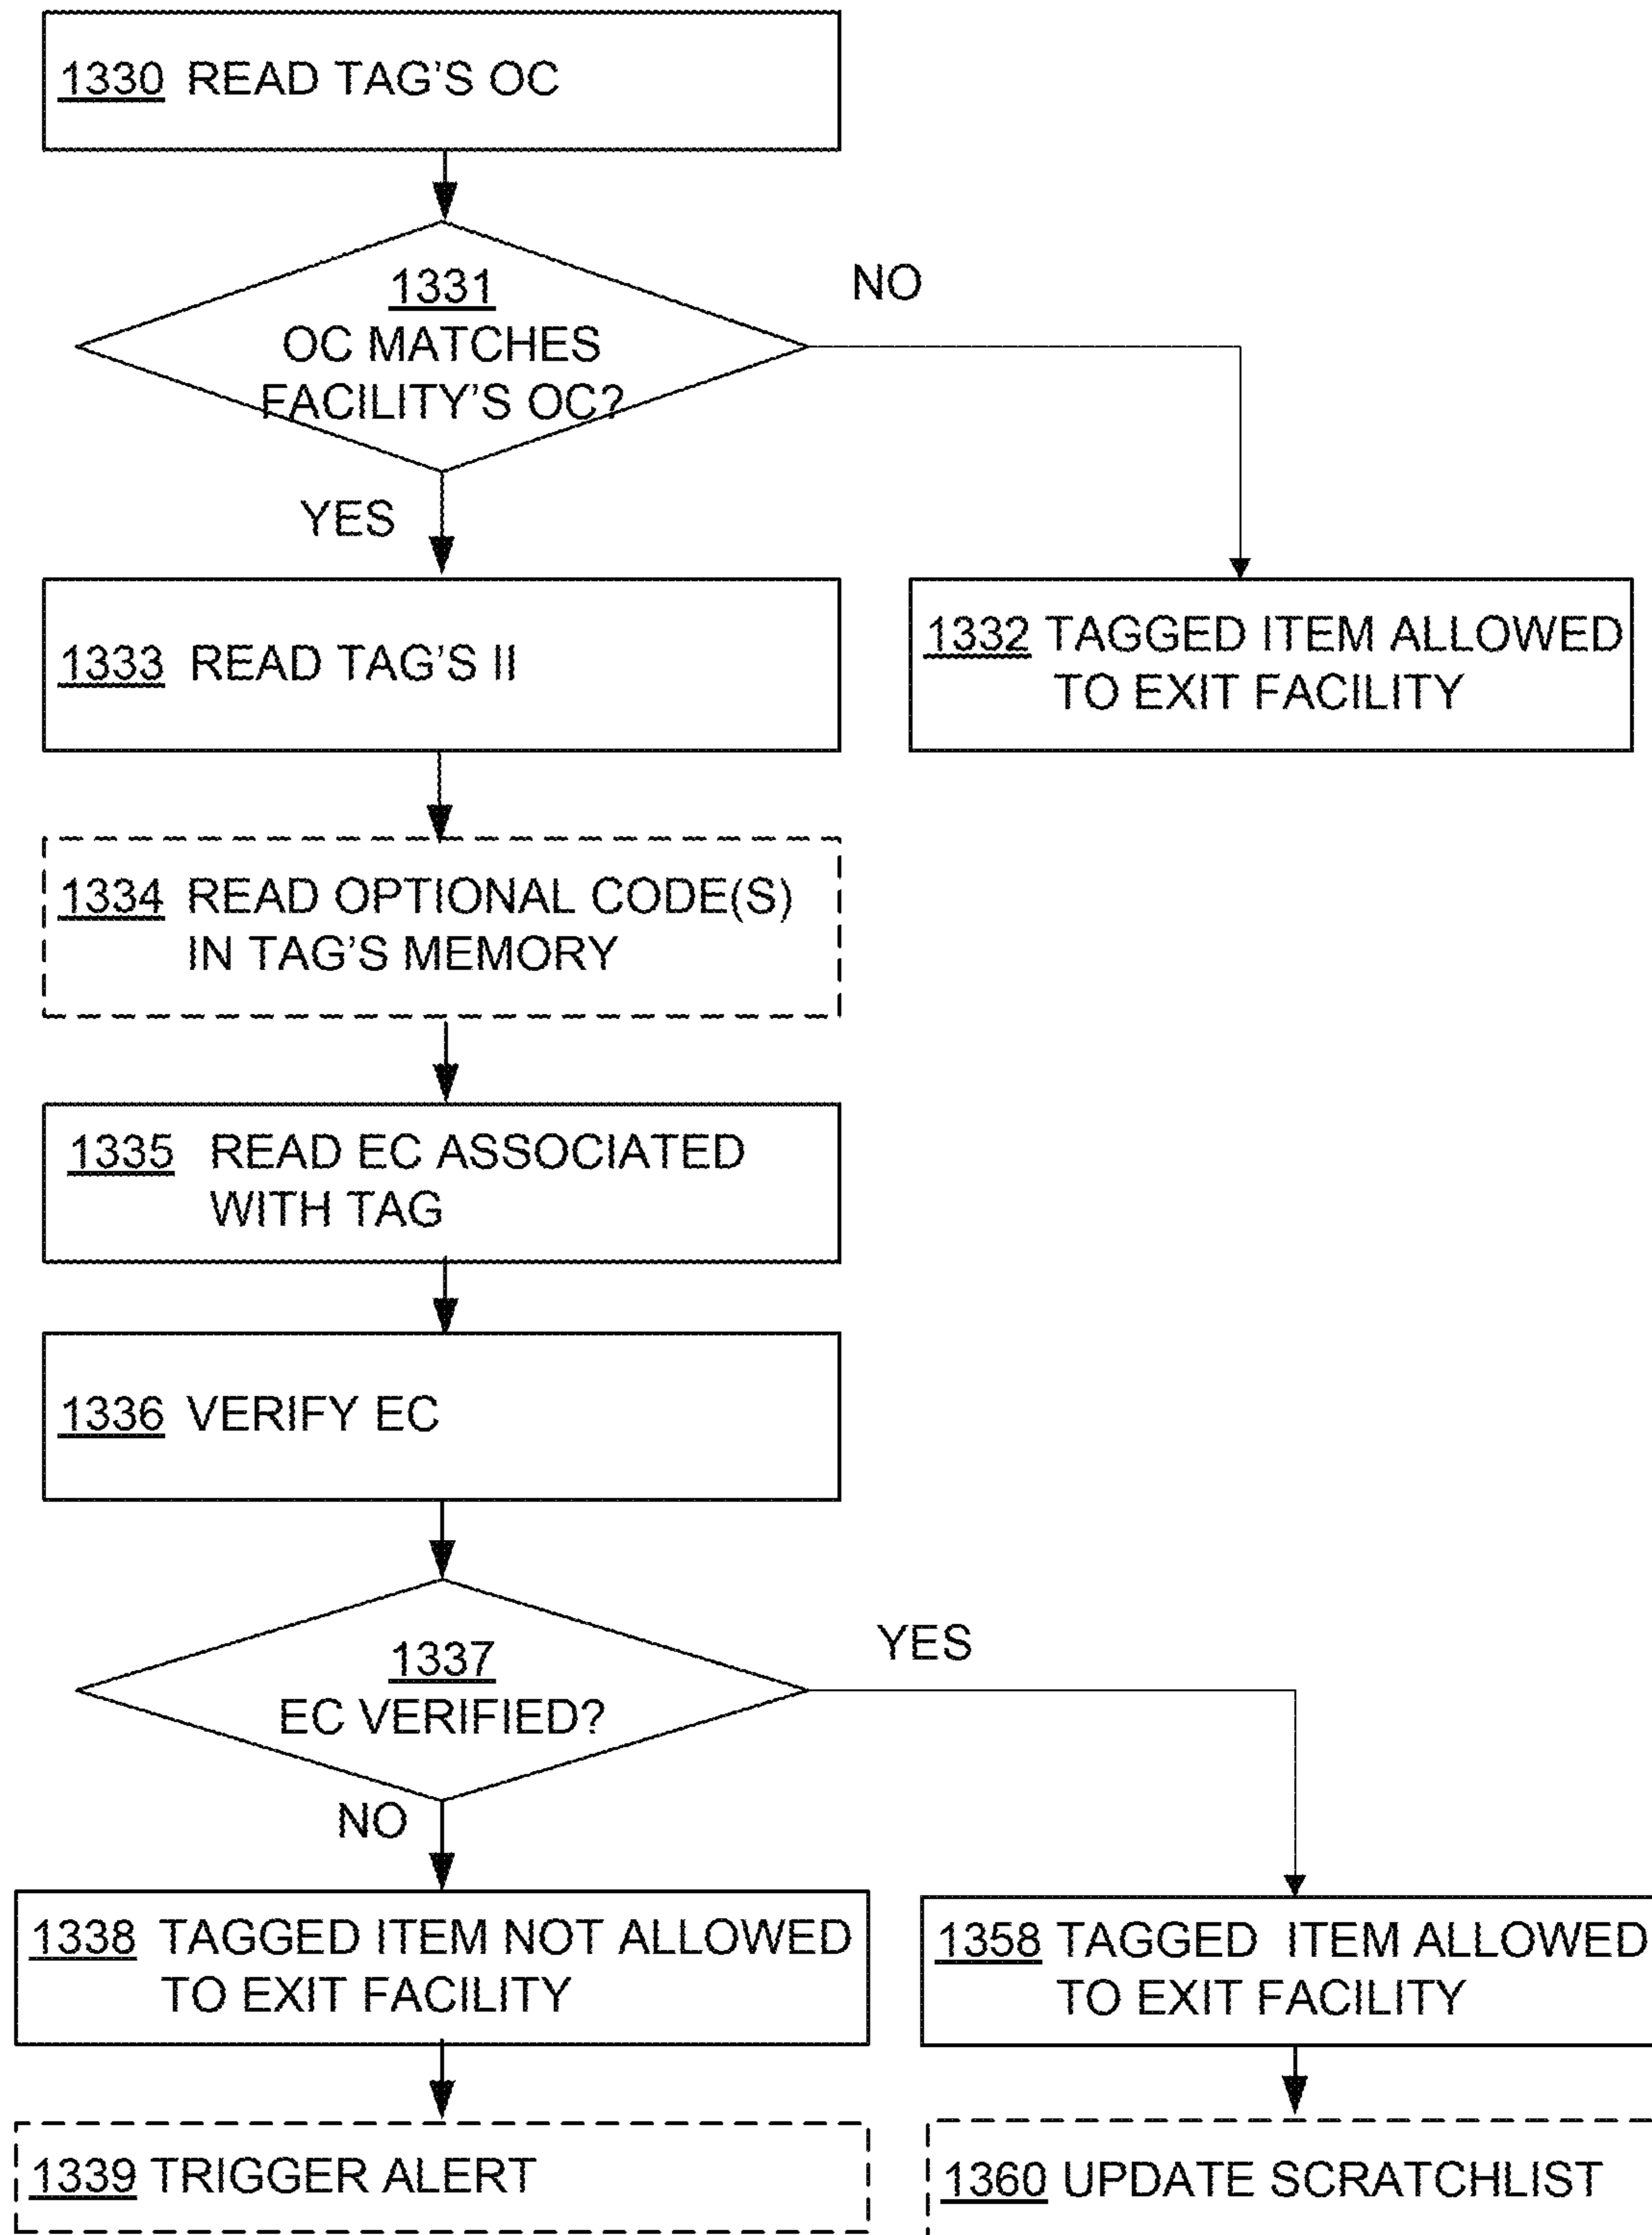 1330 READ TAG'S OC
1331
OC MATCHES
FACILITY'S OC?
NO
YES
1333 READ TAG'S II
1332 TAGGED ITEM ALLOWED
TO EXIT FACILITY
1334 READ OPTIONAL CODE(S)
IN TAG'S MEMORY
1335 READ EC ASSOCIATED
WITH TAG
1336 VERIFY EC
1337
EC VERIFIED?
YES
NO
1338 TAGGED ITEM NOT ALLOWED
TO EXIT FACILITY
1358 TAGGED ITEM ALLOWED
TO EXIT FACILITY
1339 TRIGGER ALERT
1360 UPDATE SCRATCHLIST